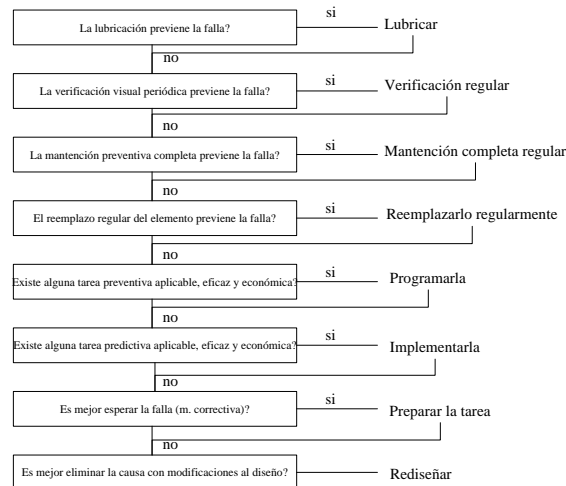 La lubricación previene la falla?
si
Lubricar
no
La verificación visual periódica previene la falla?
si
Verificación regular
no
La mantención preventiva completa previene la falla?
si
Mantención completa regular
no
El reemplazo regular del elemento previene la falla?
si
Reemplazarlo regularmente
no
Existe alguna tarea preventiva aplicable, eficaz y económica?
si
Programarla
no
Existe alguna tarea predictiva aplicable, eficaz y económica?
si
Implementarla
no
Es mejor esperar la falla (m. correctiva)?
si
Preparar la tarea
no
Es mejor eliminar la causa con modificaciones al diseño?
Rediseñar